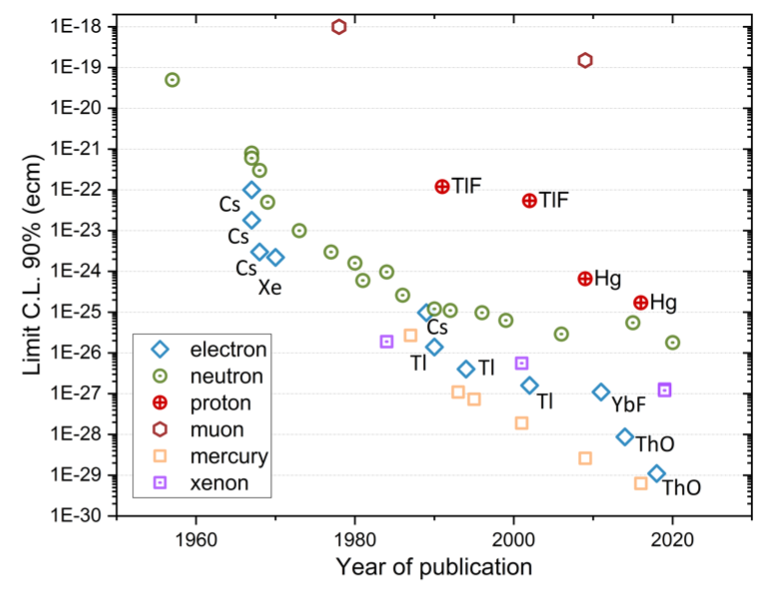 Limit C.L. 90% (ecm)
1E-18
1E-19
1E-20
1E-21
1E-22
1E-23
1E-24
1E-25
1E-26
1E-27
1E-28
1E-29
1E-30
TlF
TlF
Cs
Cs
Cs
Xe
Hg
Hg
Cs
Tl
Tl
Tl
YbF
ThO
ThO
electron
neutron
proton
muon
mercury
xenon
1960
1980
2000
2020
Year of publication